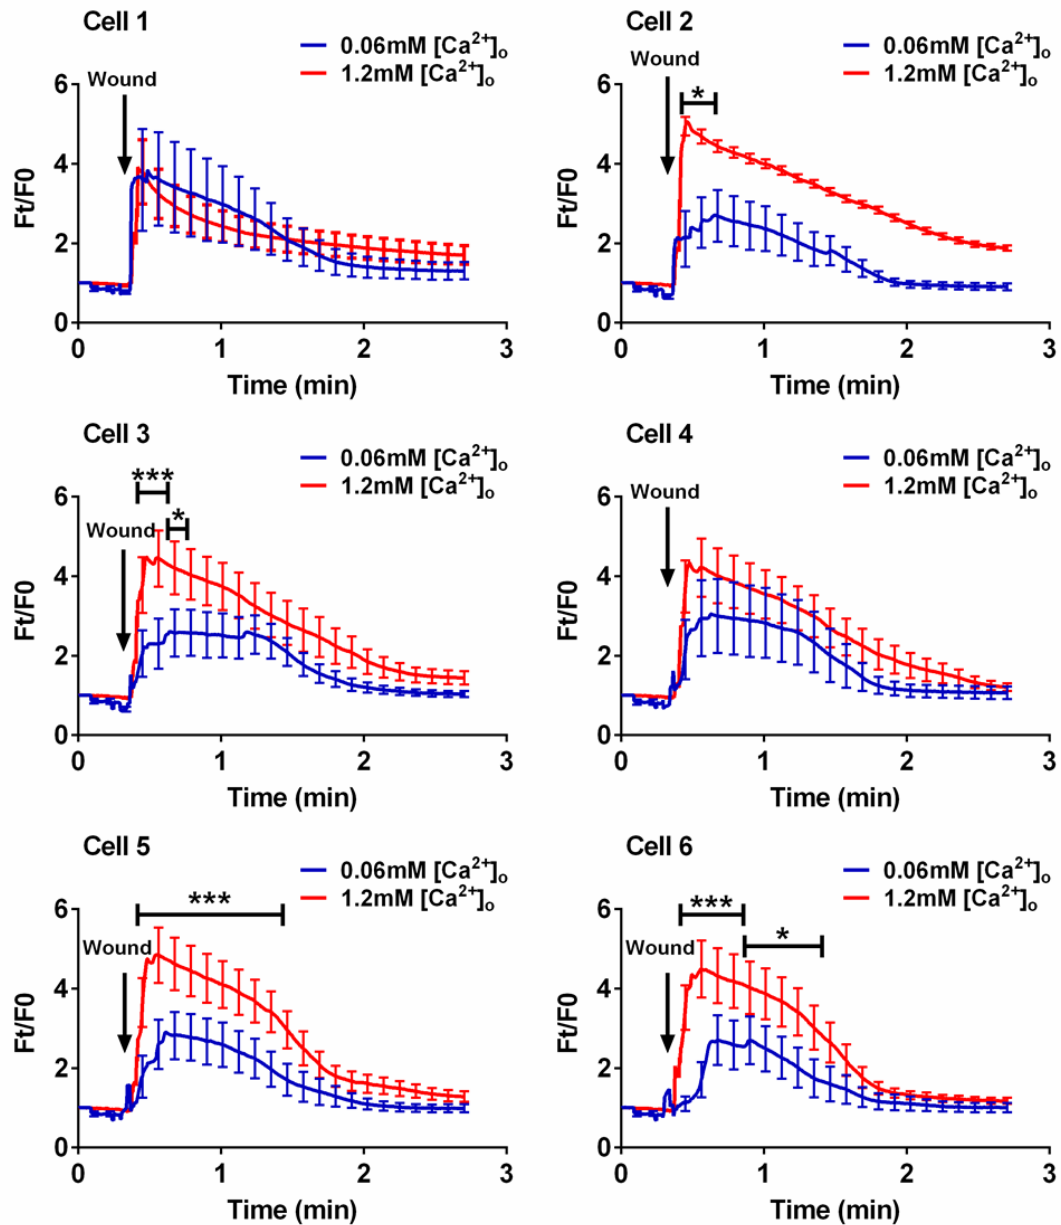 Cell 1
0.06mM [Ca²⁺]ₒ
1.2mM [Ca²⁺]ₒ
Wound
6
4
2
0
Ft/F0
0 1 2 3
Time (min)
Cell 2
0.06mM [Ca²⁺]ₒ
1.2mM [Ca²⁺]ₒ
Wound
*
6
4
2
0
Ft/F0
0 1 2 3
Time (min)
Cell 3
0.06mM [Ca²⁺]ₒ
1.2mM [Ca²⁺]ₒ
***
*
Wound
6
4
2
0
Ft/F0
0 1 2 3
Time (min)
Cell 4
0.06mM [Ca²⁺]ₒ
1.2mM [Ca²⁺]ₒ
Wound
6
4
2
0
Ft/F0
0 1 2 3
Time (min)
Cell 5
0.06mM [Ca²⁺]ₒ
1.2mM [Ca²⁺]ₒ
***
Wound
6
4
2
0
Ft/F0
0 1 2 3
Time (min)
Cell 6
0.06mM [Ca²⁺]ₒ
1.2mM [Ca²⁺]ₒ
***
*
Wound
6
4
2
0
Ft/F0
0 1 2 3
Time (min)